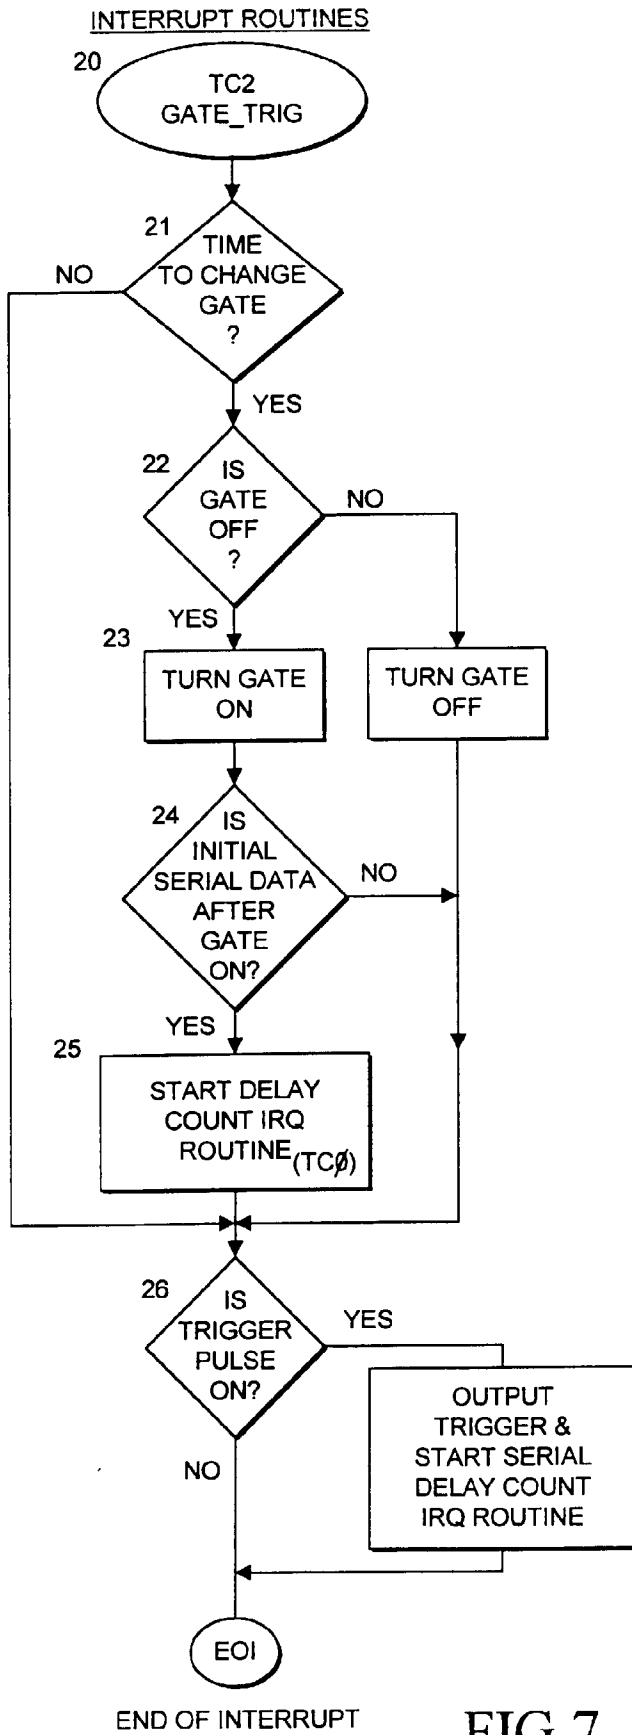 INTERRUPT ROUTINES
20
TC2
GATE_TRIG
21
TIME
TO CHANGE
GATE
?
NO
YES
22
IS
GATE
OFF
?
NO
YES
23
TURN GATE
ON
TURN GATE
OFF
24
IS
INITIAL
SERIAL DATA
AFTER
GATE
ON?
NO
YES
25
START DELAY
COUNT IRQ
ROUTINE (TCØ)
26
IS
TRIGGER
PULSE
ON?
YES
OUTPUT
TRIGGER &
START SERIAL
DELAY COUNT
IRQ ROUTINE
NO
EOI
END OF INTERRUPT
FIG 7